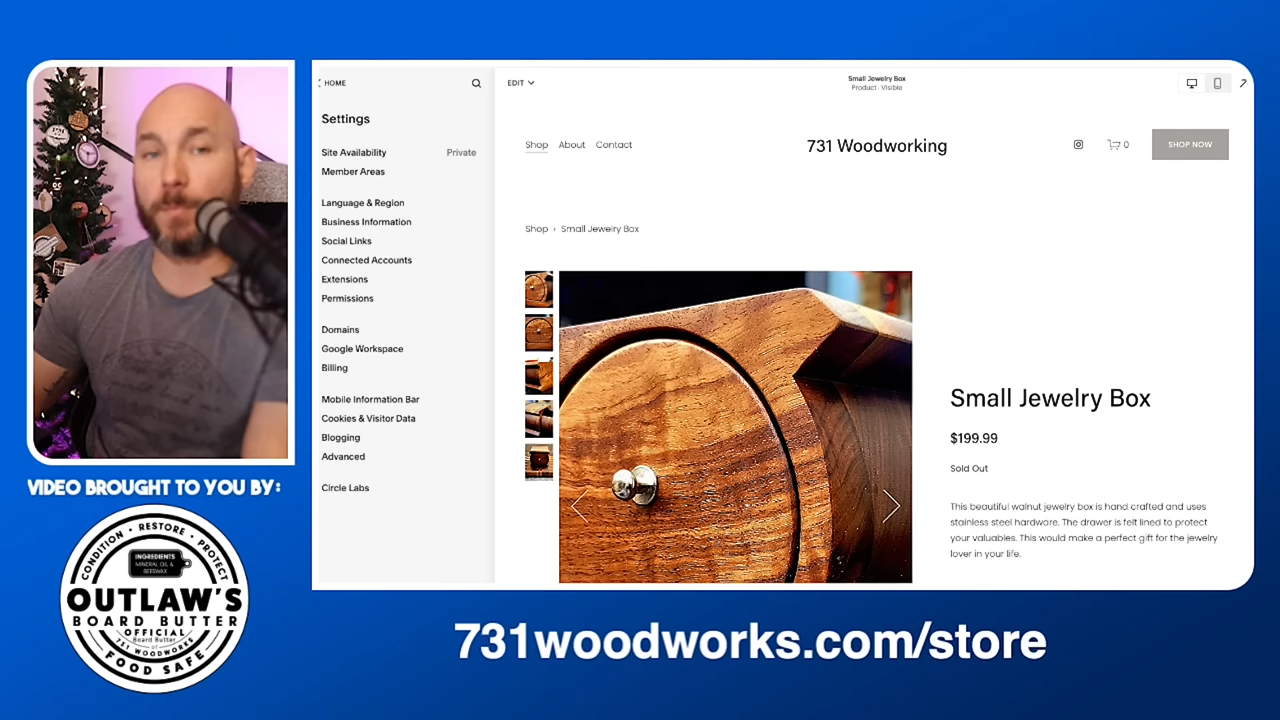 HOME
EDIT
Small Jewelry Box
Product · Visible
Settings
Site Availability Private
Member Areas
Language & Region
Business Information
Social Links
Connected Accounts
Extensions
Permissions
Domains
Google Workspace
Billing
Mobile Information Bar
Cookies & Visitor Data
Blogging
Advanced
Circle Labs
Shop About Contact
731 Woodworking
0
SHOP NOW
Shop › Small Jewelry Box
Small Jewelry Box
$199.99
Sold Out
This beautiful walnut jewelry box is hand crafted and uses
stainless steel hardware. The drawer is felt lined to protect
your valuables. This would make a perfect gift for the jewelry
lover in your life.
VIDEO BROUGHT TO YOU BY:
CONDITION · RESTORE · PROTECT
INGREDIENTS
MINERAL OIL &
BEESWAX
OUTLAW'S
BOARD BUTTER
OFFICIAL
Board Butter
of
731 WOODWORKS
FOOD SAFE
731woodworks.com/store